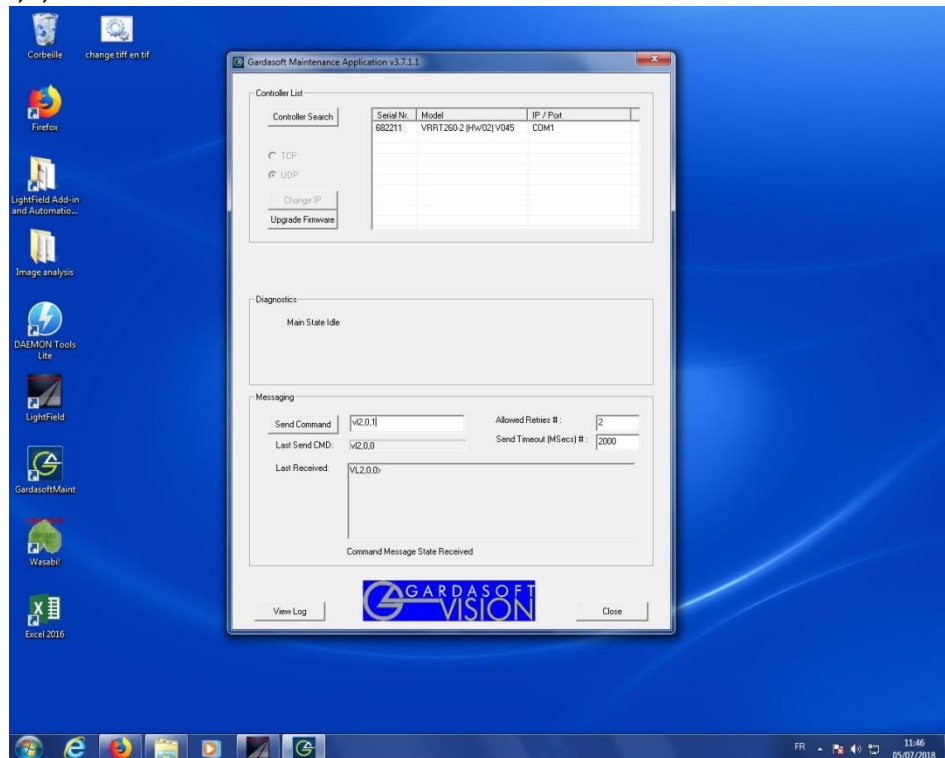 Corbeille
change tiff en tif
Firefox
LightField Add-in
and Automatio...
Image analysis
DAEMON Tools
Lite
LightField
GardasoftMaint
Wasabi!
Excel 2016
Gardasoft Maintenance Application v3.7.1.1
Controller List
Controller Search
Serial Nr. Model IP / Port
682211 VRRT260-2 (HW02) V045 COM1
TCP
UDP
Change IP
Upgrade Firmware
Diagnostics
Main State Idle
Messaging
Send Command vl2,0,1 Allowed Retries # : 2
Last Send CMD: vl2,0,0 Send Timeout (MSecs) # : 2000
Last Received: VL2,0,0>
Command Message State Received
View Log
GARDASOFT
VISION
Close
FR
11:46
05/07/2018